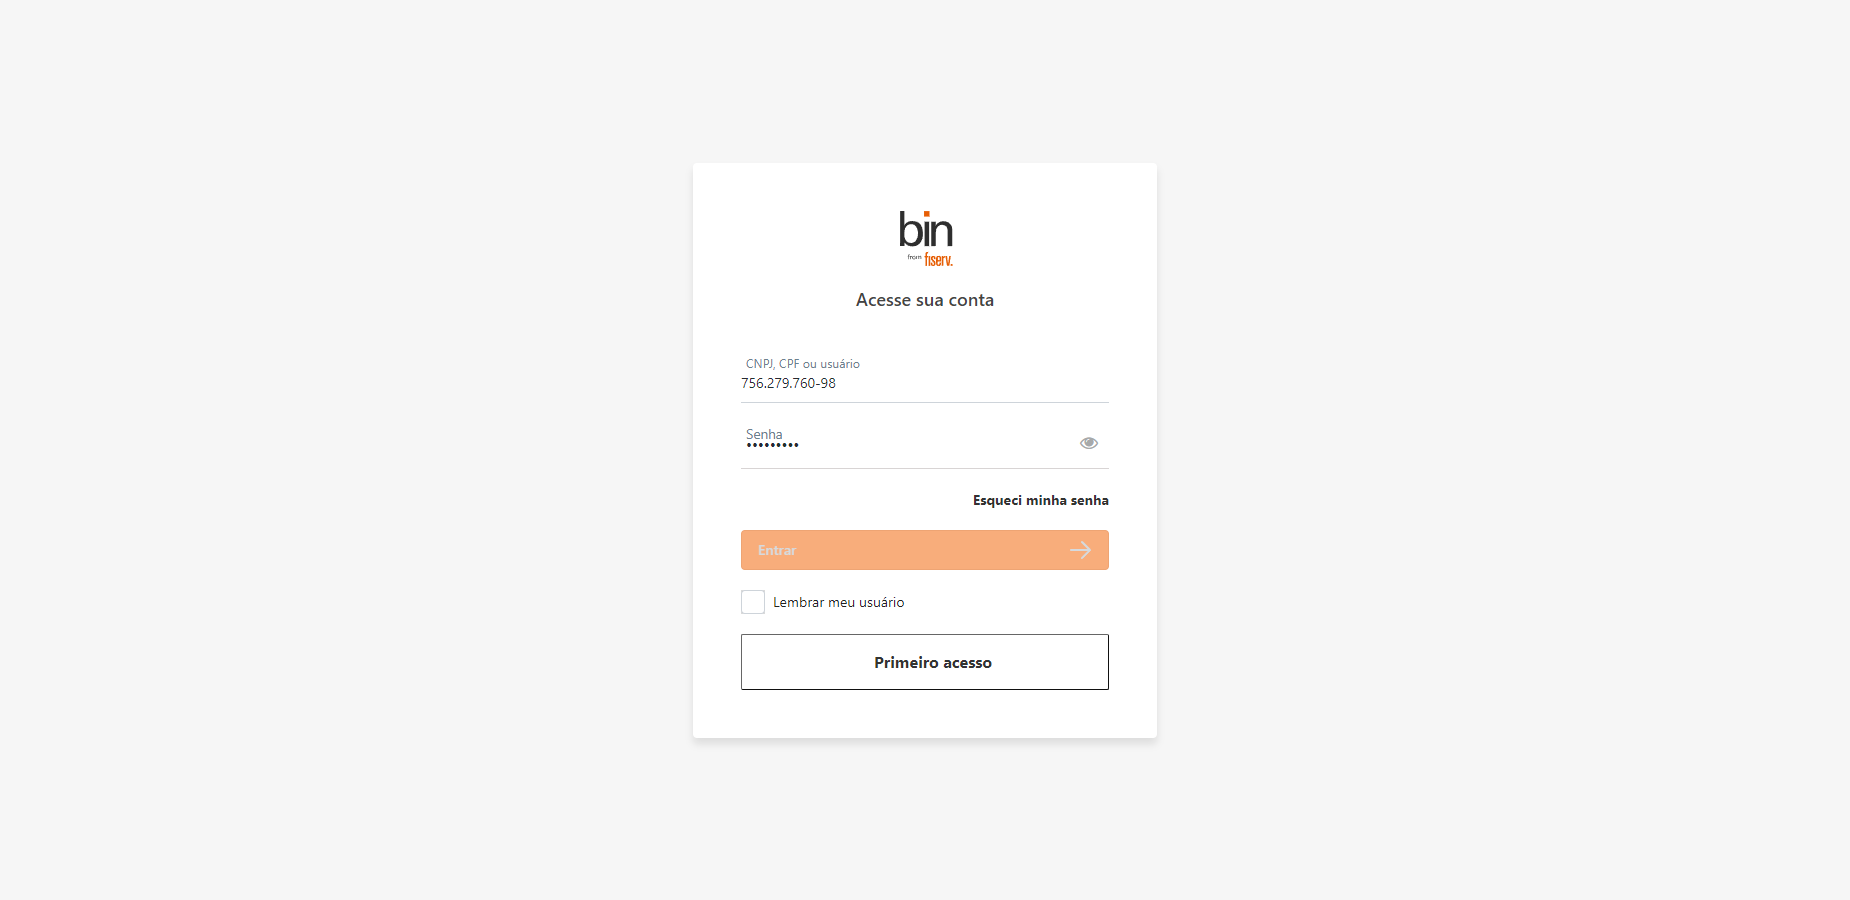 bin
from fiserv.
Acesse sua conta
CNPJ, CPF ou usuário
756.279.760-98
Senha
•••••••••
Esqueci minha senha
Entrar
Lembrar meu usuário
Primeiro acesso